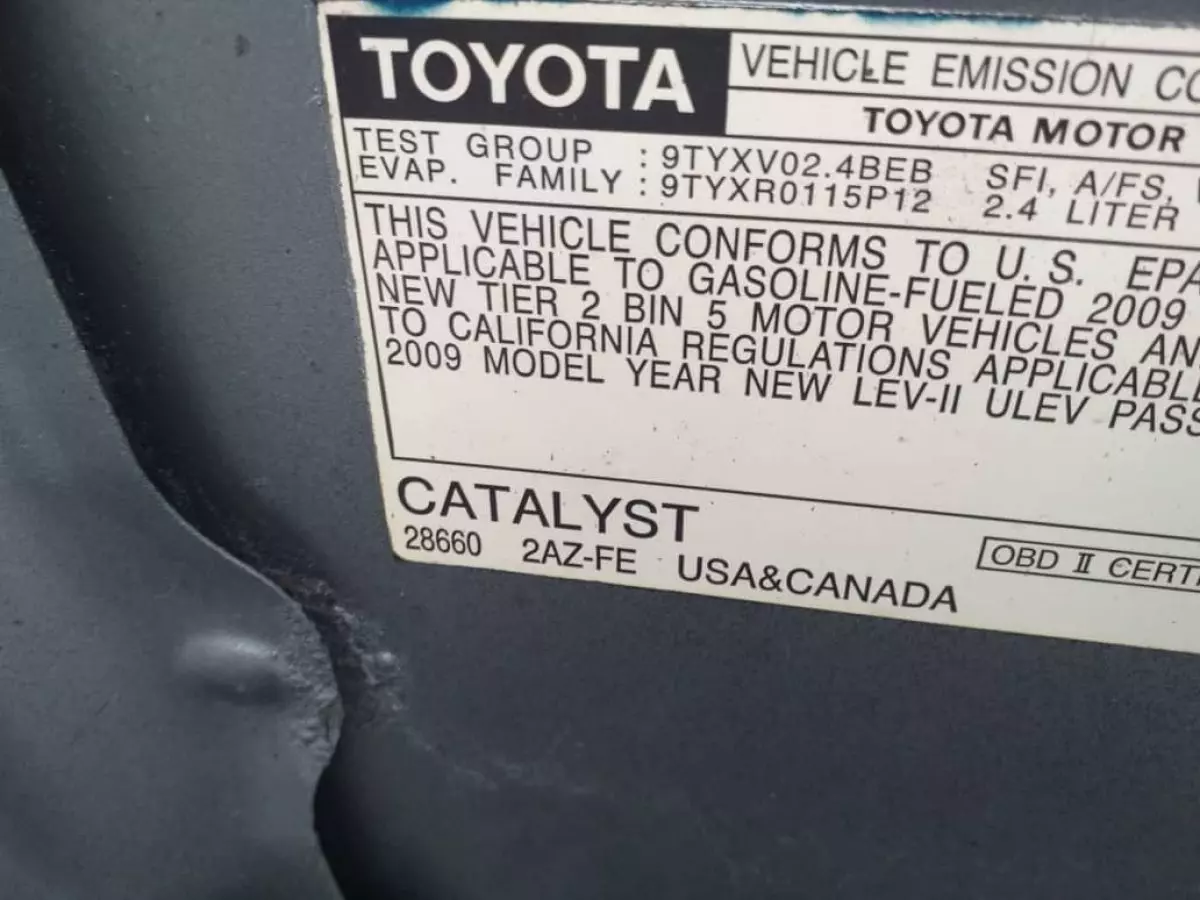 TOYOTA
VEHICLE EMISSION
TOYOTA MOTOR
TEST GROUP : 9TYXV02.4BEB SFI, A/FS,
EVAP. FAMILY : 9TYXR0115P12 2.4 LITER
THIS VEHICLE CONFORMS TO U.S. EPA
APPLICABLE TO GASOLINE-FUELED 2009
NEW TIER 2 BIN 5 MOTOR VEHICLES AN
TO CALIFORNIA REGULATIONS APPLICABLE
2009 MODEL YEAR NEW LEV-II ULEV PASS
CATALYST
28660 2AZ-FE USA&CANADA
OBD II CERTI